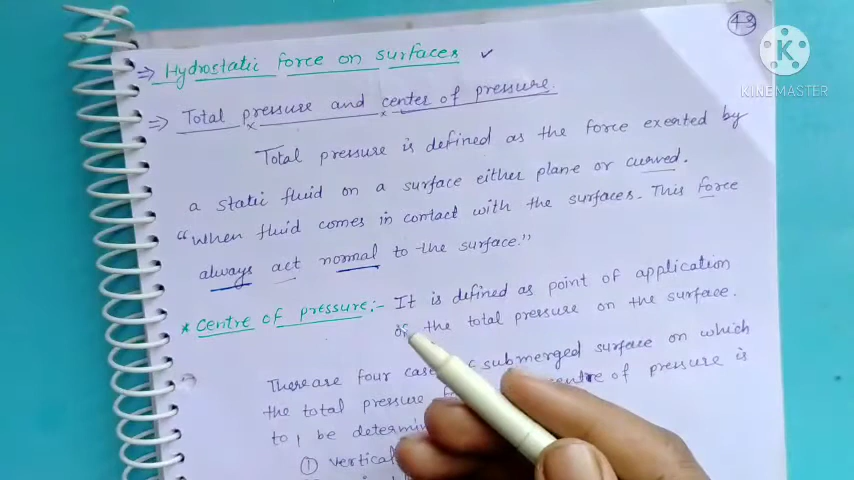 43
K
KINEMASTER
⇒ Hydrostatic force on surfaces ✓
⇒ Total pressure and center of pressure.
Total pressure is defined as the force exerted by
a static fluid on a surface either plane or curved.
"When fluid comes in contact with the surfaces. This force
always act normal to the surface."
* Centre of pressure:- It is defined as point of application
of the total pressure on the surface.
There are four case submerged surface on which
the total pressure centre of pressure is
to, be determin
① vertical